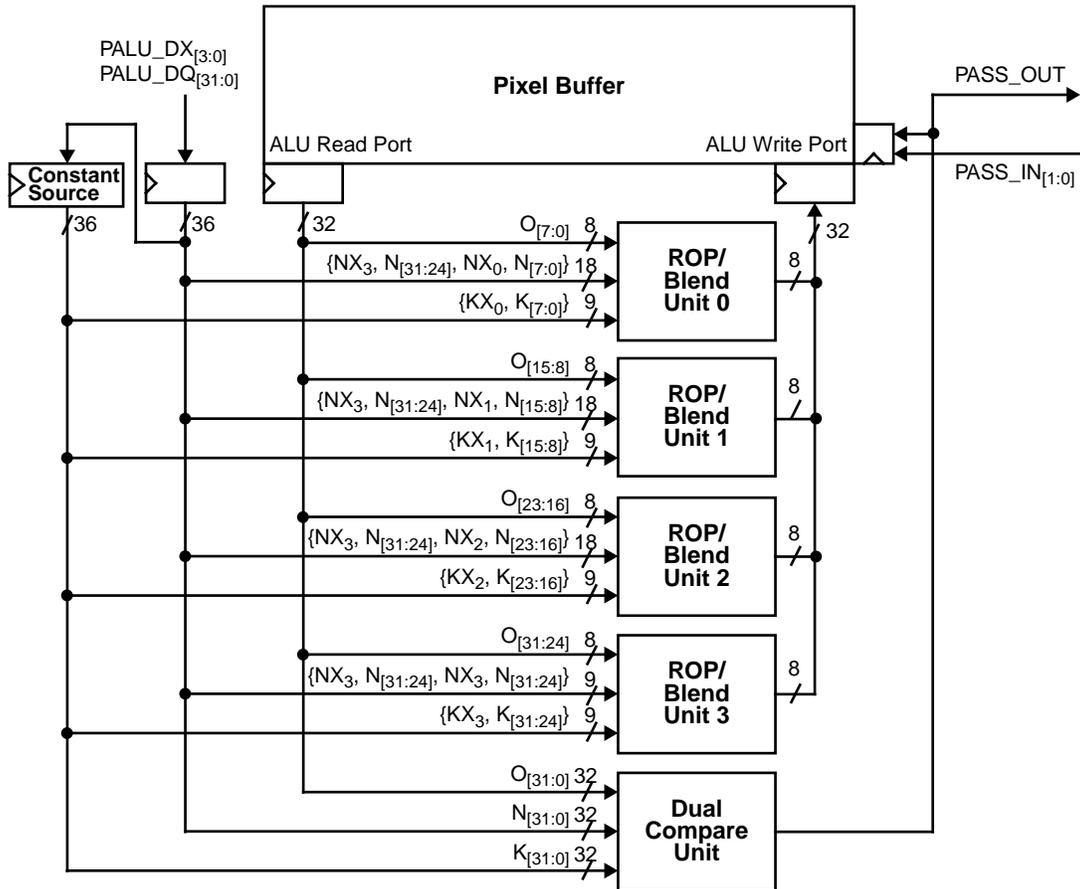 PALU_DX[3:0]
PALU_DQ[31:0]
Pixel Buffer
PASS_OUT
ALU Read Port
ALU Write Port
PASS_IN[1:0]
Constant
Source
36
36
32
32
O[7:0] 8
{NX3, N[31:24], NX0, N[7:0]} 18
{KX0, K[7:0]} 9
ROP/
Blend
Unit 0
8
O[15:8] 8
{NX3, N[31:24], NX1, N[15:8]} 18
{KX1, K[15:8]} 9
ROP/
Blend
Unit 1
8
O[23:16] 8
{NX3, N[31:24], NX2, N[23:16]} 18
{KX2, K[23:16]} 9
ROP/
Blend
Unit 2
8
O[31:24] 8
{NX3, N[31:24], NX3, N[31:24]} 9
{KX3, K[31:24]} 9
ROP/
Blend
Unit 3
8
O[31:0] 32
N[31:0] 32
K[31:0] 32
Dual
Compare
Unit